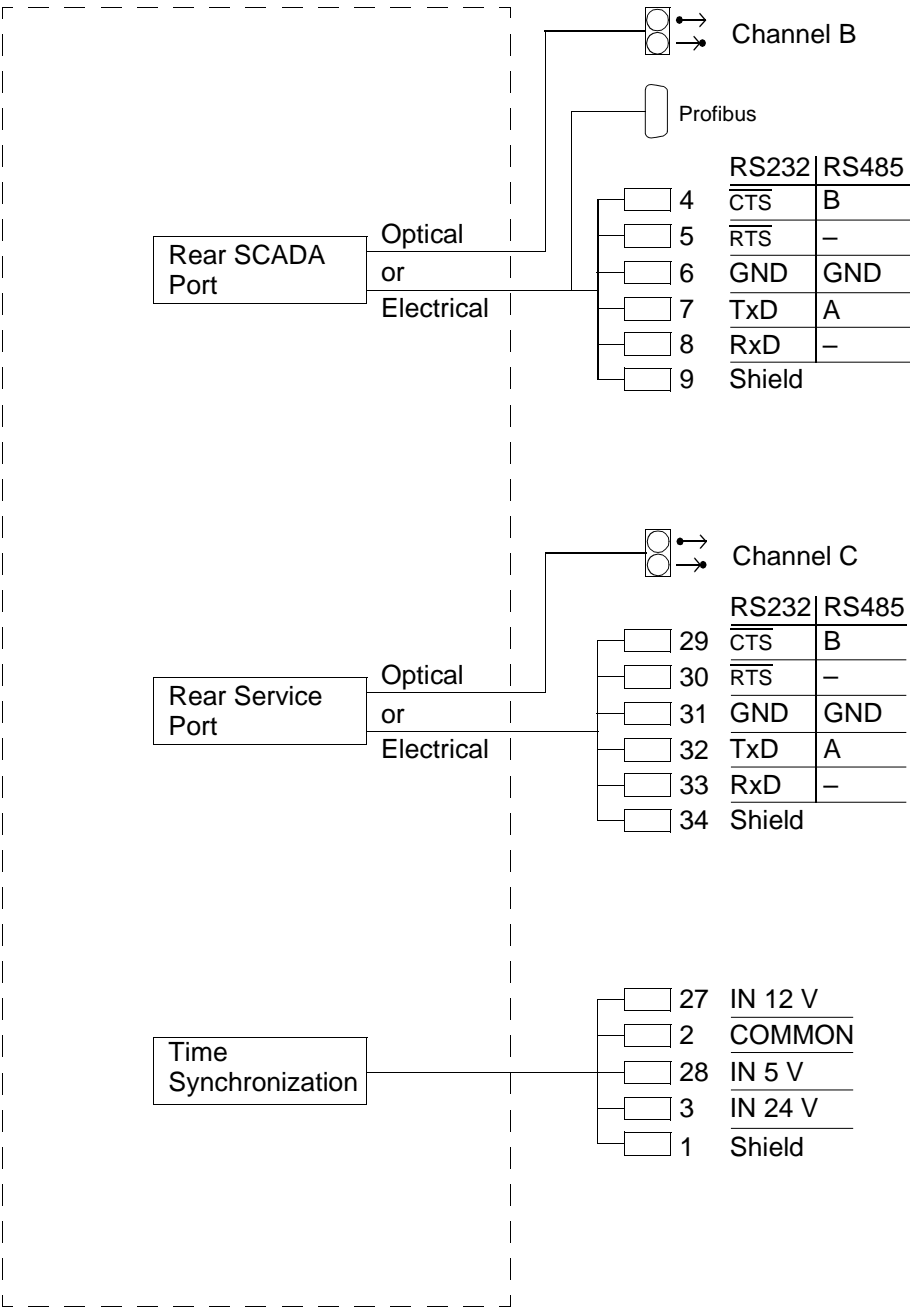 Channel B
Profibus
RS232 RS485
4 CTS B
5 RTS –
6 GND GND
7 TxD A
8 RxD –
9 Shield
Rear SCADA
Port
Optical
or
Electrical
Channel C
RS232 RS485
29 CTS B
30 RTS –
31 GND GND
32 TxD A
33 RxD –
34 Shield
Rear Service
Port
Optical
or
Electrical
27 IN 12 V
2 COMMON
28 IN 5 V
3 IN 24 V
1 Shield
Time
Synchronization